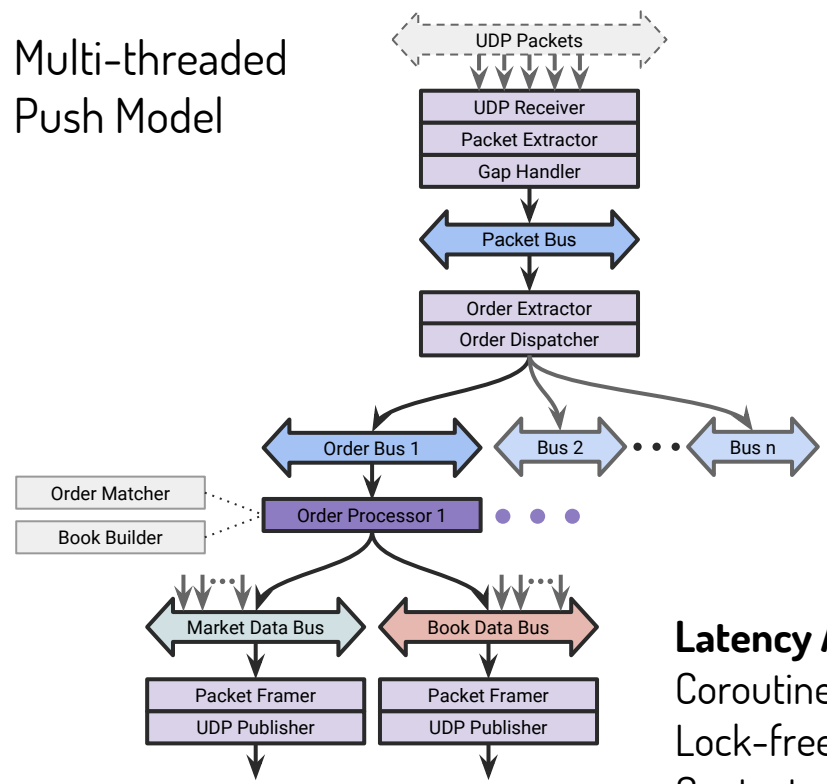 Multi-threaded
Push Model
UDP Packets
UDP Receiver
Packet Extractor
Gap Handler
Packet Bus
Order Extractor
Order Dispatcher
Order Bus 1
Bus 2
Bus n
Order Matcher
Book Builder
Order Processor 1
Market Data Bus
Book Data Bus
Packet Framer
UDP Publisher
Packet Framer
UDP Publisher
Latency
Coroutine
Lock-free